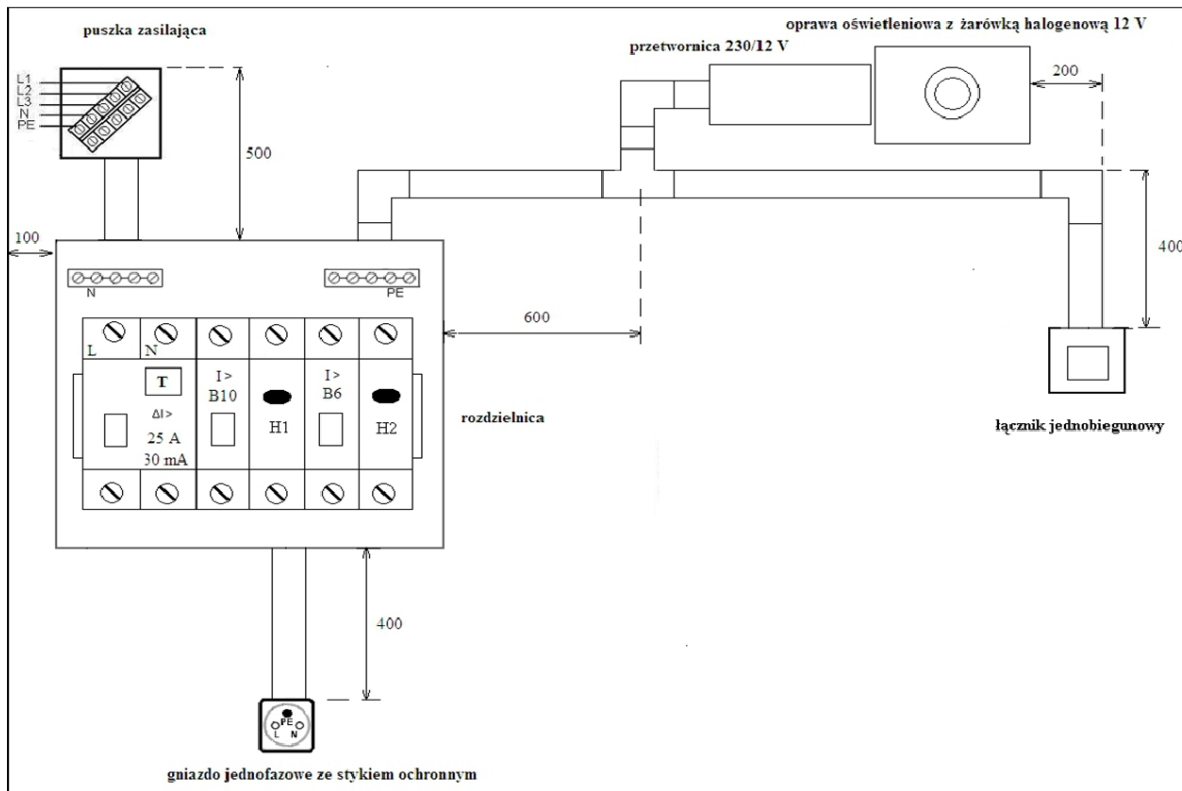 puszka zasilająca
oprawa oświetleniowa z żarówką halogenową 12 V
przetwornica 230/12 V
L1
L2
L3
N
PE
200
500
100
400
N
PE
600
L
N
T
ΔI>
25 A
30 mA
I>
B10
H1
I>
B6
H2
rozdzielnica
łącznik jednobiegunowy
400
PE
L N
gniazdo jednofazowe ze stykiem ochronnym